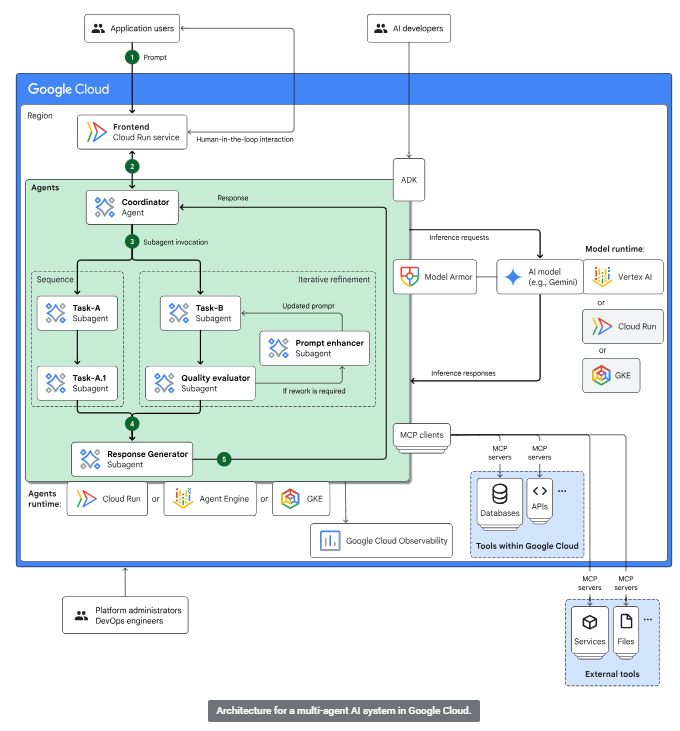 Application users
AI developers
1
Prompt
Google Cloud
Region
Frontend
Cloud Run service
Human-in-the-loop interaction
2
ADK
Agents
Coordinator
Agent
Response
3
Subagent invocation
Inference requests
Model runtime:
Sequence
Iterative refinement
Model Armor
AI model
(e.g., Gemini)
Vertex AI
or
Task-A
Subagent
Task-B
Subagent
Updated prompt
Cloud Run
Prompt enhancer
Subagent
or
Task-A.1
Subagent
Quality evaluator
Subagent
Inference responses
GKE
If rework is required
4
MCP clients
Response Generator
Subagent
5
MCP
servers
MCP
servers
Agents
runtime:
Cloud Run
or
Agent Engine
or
GKE
Databases
APIs
...
Google Cloud Observability
Tools within Google Cloud
MCP
servers
MCP
servers
Platform administrators
DevOps engineers
Services
Files
...
External tools
Architecture for a multi-agent AI system in Google Cloud.